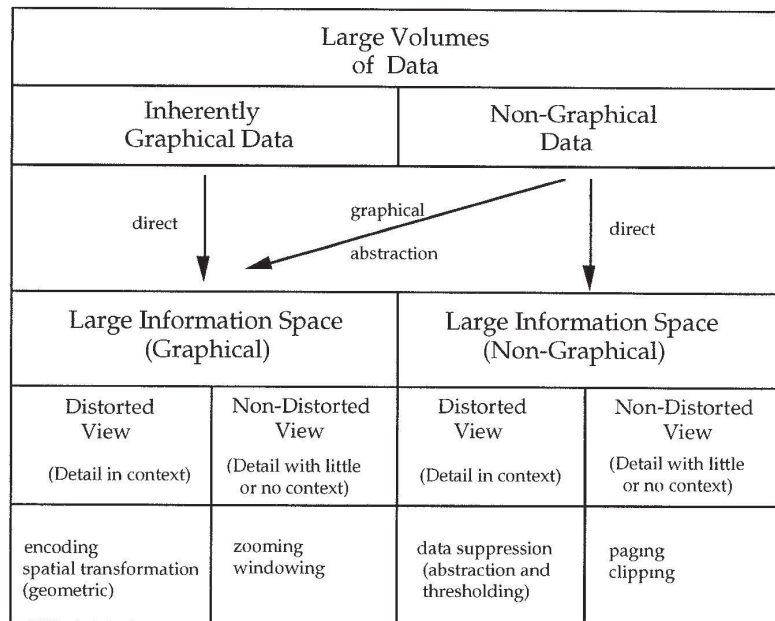 Large Volumes
of Data
Inherently
Graphical Data
Non-Graphical
Data
direct
graphical
abstraction
direct
Large Information Space
(Graphical)
Large Information Space
(Non-Graphical)
Distorted
View
(Detail in context)
Non-Distorted
View
(Detail with little
or no context)
Distorted
View
(Detail in context)
Non-Distorted
View
(Detail with little
or no context)
encoding
spatial transformation
(geometric)
zooming
windowing
data suppression
(abstraction and
thresholding)
paging
clipping